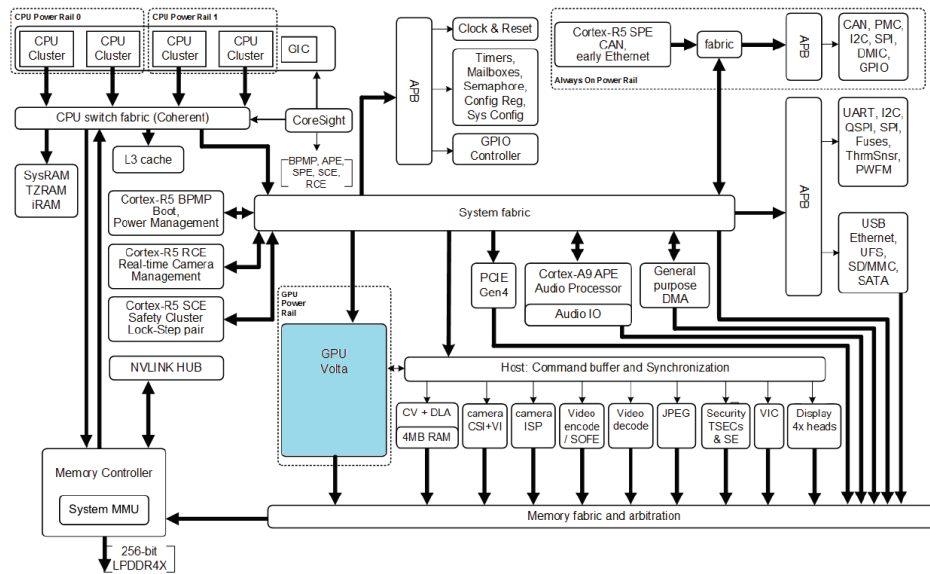 CPU Power Rail 0
CPU Power Rail 1
CPU
Cluster
CPU
Cluster
CPU
Cluster
CPU
Cluster
GIC
CPU switch fabric (Coherent)
CoreSight
L3 cache
SysRAM
TZRAM
iRAM
BPMP, APE,
SPE, SCE,
RCE
APB
Clock & Reset
Timers,
Mailboxes,
Semaphore,
Config Reg,
Sys Config
GPIO
Controller
Cortex-R5 SPE
CAN,
early Ethernet
fabric
APB
CAN, PMC,
I2C, SPI,
DMIC,
GPIO
Always On Power Rail
APB
UART, I2C,
QSPI, SPI,
Fuses,
ThrmSnsr,
PWFM
USB
Ethernet,
UFS,
SD/MMC,
SATA
Cortex-R5 BPMP
Boot,
Power Management
System fabric
Cortex-R5 RCE
Real-time Camera
Management
Cortex-R5 SCE
Safety Cluster
Lock-Step pair
NVLINK HUB
GPU
Power
Rail
GPU
Volta
PCIE
Gen4
Cortex-A9 APE
Audio Processor
Audio IO
General
purpose
DMA
Host: Command buffer and Synchronization
CV + DLA
4MB RAM
camera
CSI+VI
camera
ISP
Video
encode
/ SOFE
Video
decode
JPEG
Security
TSECs
& SE
VIC
Display
4x heads
Memory Controller
System MMU
Memory fabric and arbitration
256-bit
LPDDR4X